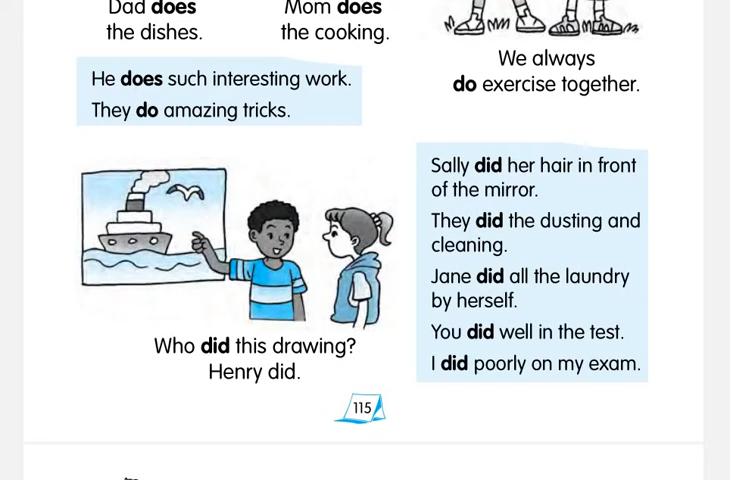 Dad does
the dishes.
Mom does
the cooking.
We always
do exercise together.
He does such interesting work.
They do amazing tricks.
Who did this drawing?
Henry did.
Sally did her hair in front
of the mirror.
They did the dusting and
cleaning.
Jane did all the laundry
by herself.
You did well in the test.
I did poorly on my exam.
115